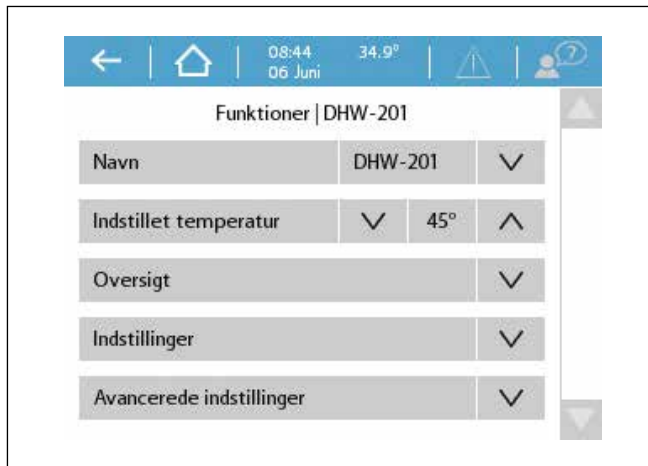 08:44 34.9°
06 Juni
?
Funktioner | DHW-201
Navn DHW-201
Indstillet temperatur 45°
Oversigt
Indstillinger
Avancerede indstillinger